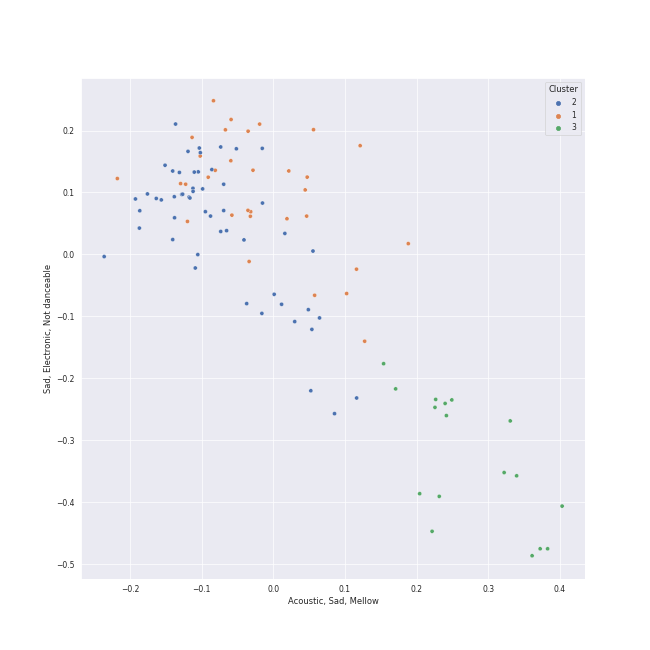 Cluster
2
1
3
0.2
0.1
0.0
−0.1
−0.2
−0.3
−0.4
−0.5
Sad, Electronic, Not danceable
−0.2 −0.1 0.0 0.1 0.2 0.3 0.4
Acoustic, Sad, Mellow